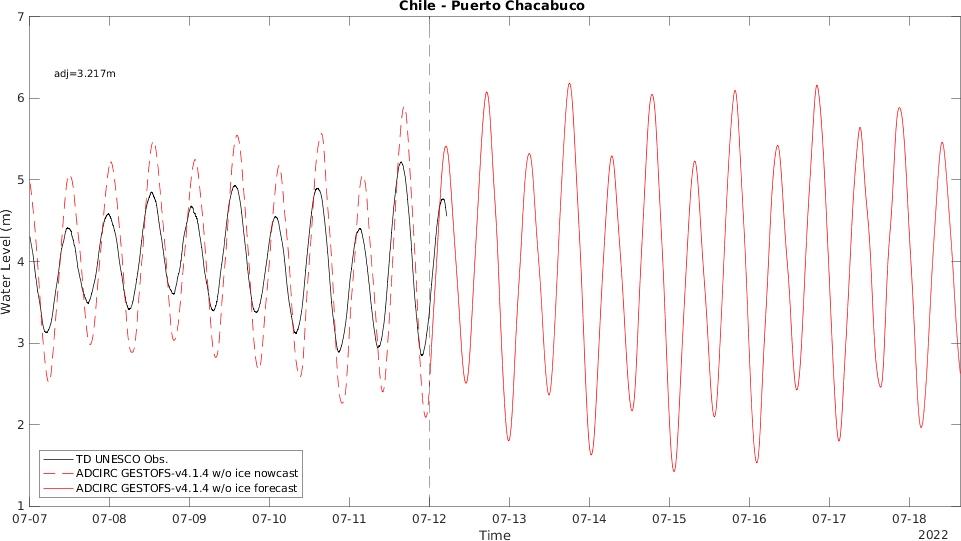 Chile - Puerto Chacabuco
adj=3.217m
Water Level (m)
7
6
5
4
3
2
1
TD UNESCO Obs.
ADCIRC GESTOFS-v4.1.4 w/o ice nowcast
ADCIRC GESTOFS-v4.1.4 w/o ice forecast
07-07 07-08 07-09 07-10 07-11 07-12 07-13 07-14 07-15 07-16 07-17 07-18
Time
2022